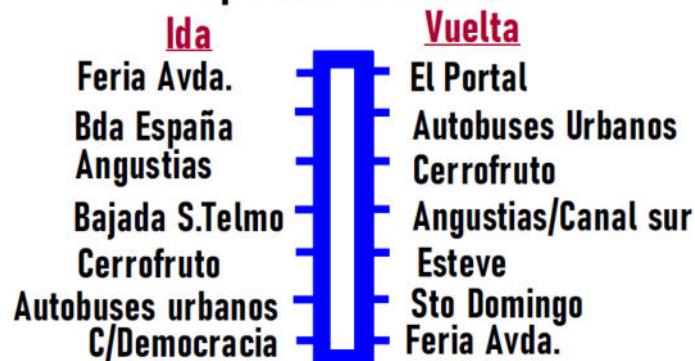 Ida
Feria Avda.
Bda España
Angustias
Bajada S.Telmo
Cerrofruto
Autobuses urbanos
C/Democracia
Vuelta
El Portal
Autobuses Urbanos
Cerrofruto
Angustias/Canal sur
Esteve
Sto Domingo
Feria Avda.